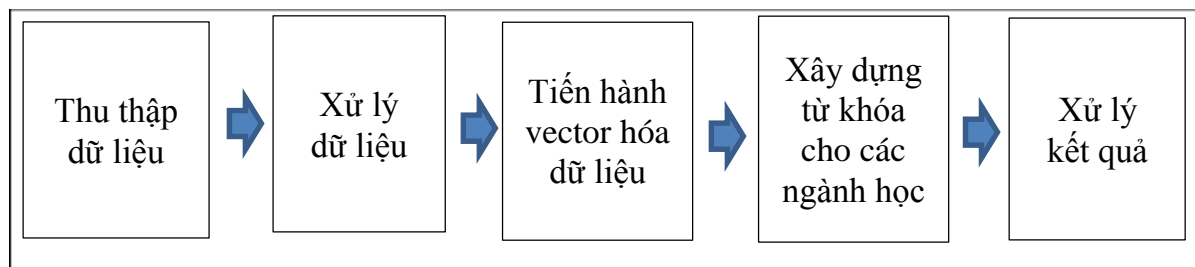 Thu thập
dữ liệu
Xử lý
dữ liệu
Tiến hành
vector hóa
dữ liệu
Xây dựng
từ khóa
cho các
ngành học
Xử lý
kết quả